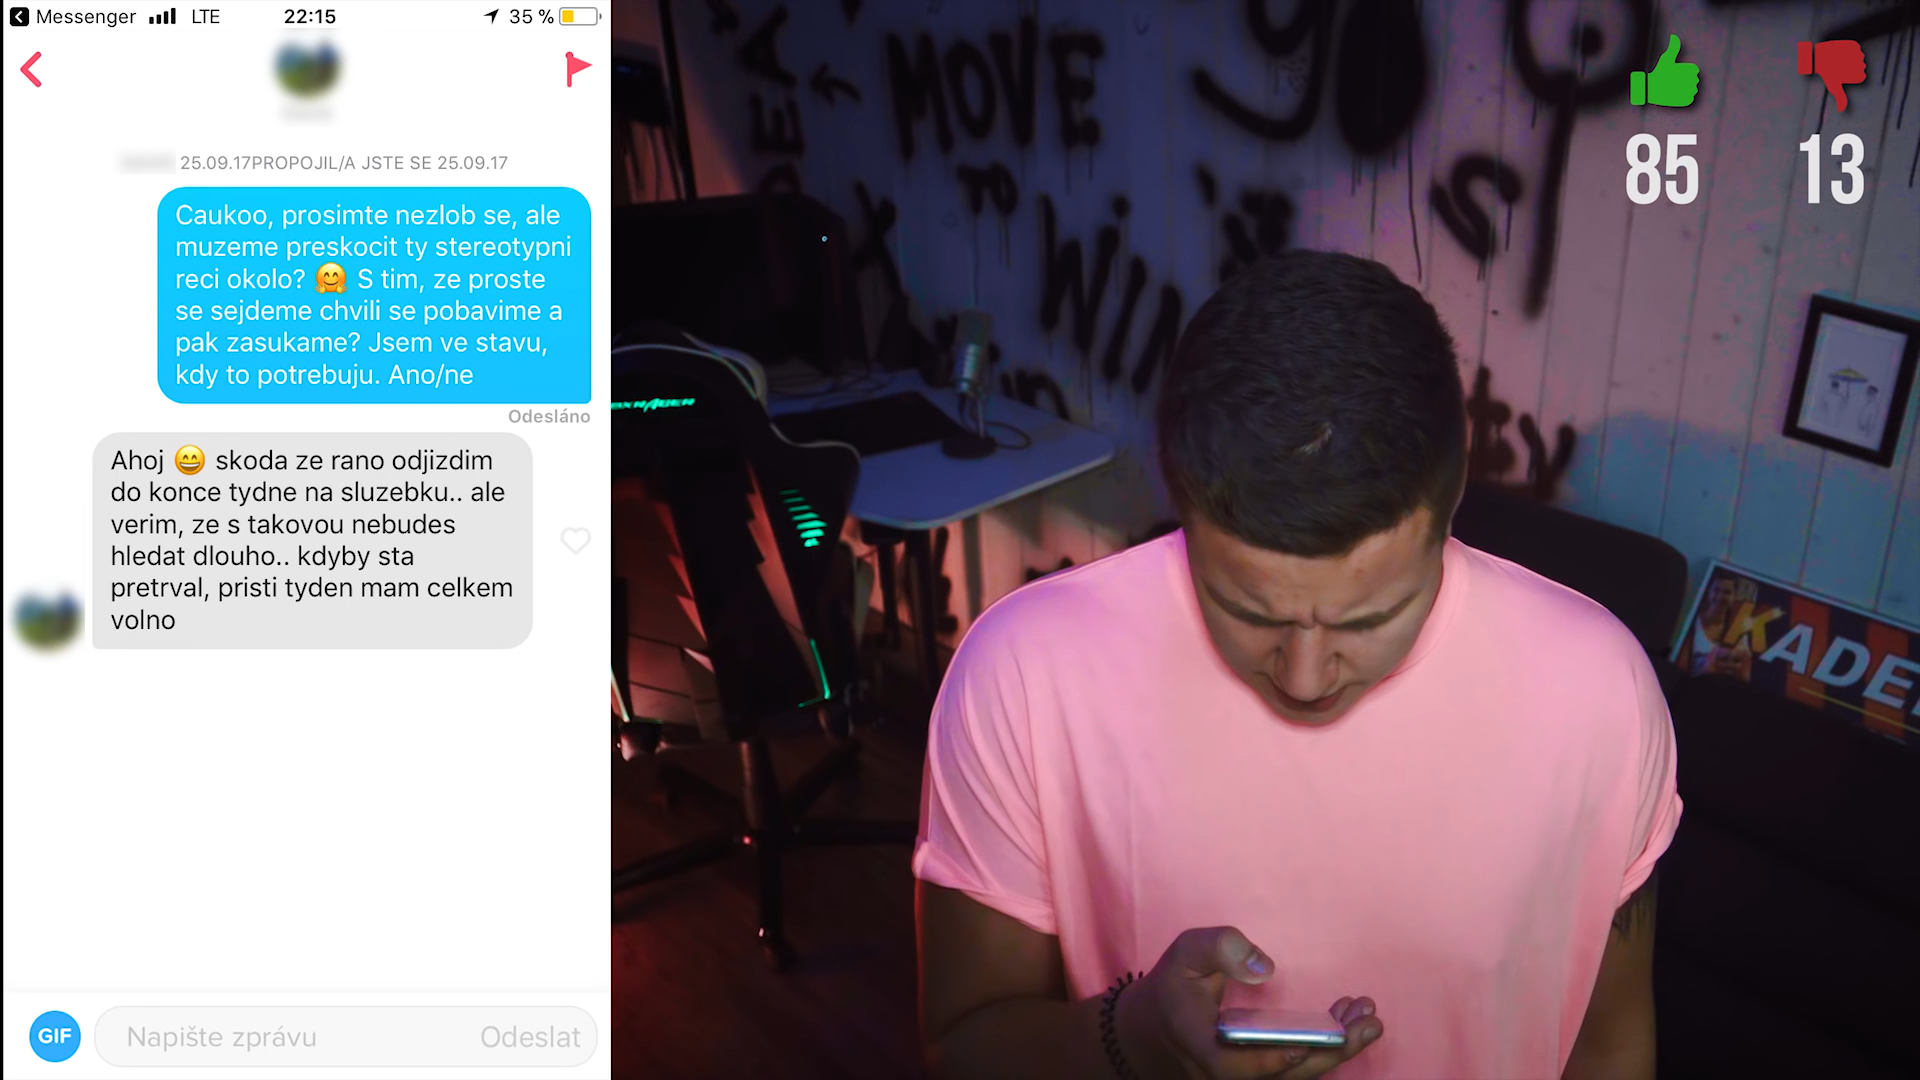 Messenger LTE 22:15 35 %
25.09.17PROPOJIL/A JSTE SE 25.09.17
Caukoo, prosimte nezlob se, ale
muzeme preskocit ty stereotypni
reci okolo? 🤗 S tim, ze proste
se sejdeme chvili se pobavime a
pak zasukame? Jsem ve stavu,
kdy to potrebuju. Ano/ne
Odesláno
Ahoj 😄 skoda ze rano odjizdim
do konce tydne na sluzebku.. ale
verim, ze s takovou nebudes
hledat dlouho.. kdyby sta
pretrval, pristi tyden mam celkem
volno
GIF Napište zprávu Odeslat
85 13
MOVE
TO
WIN
KADE